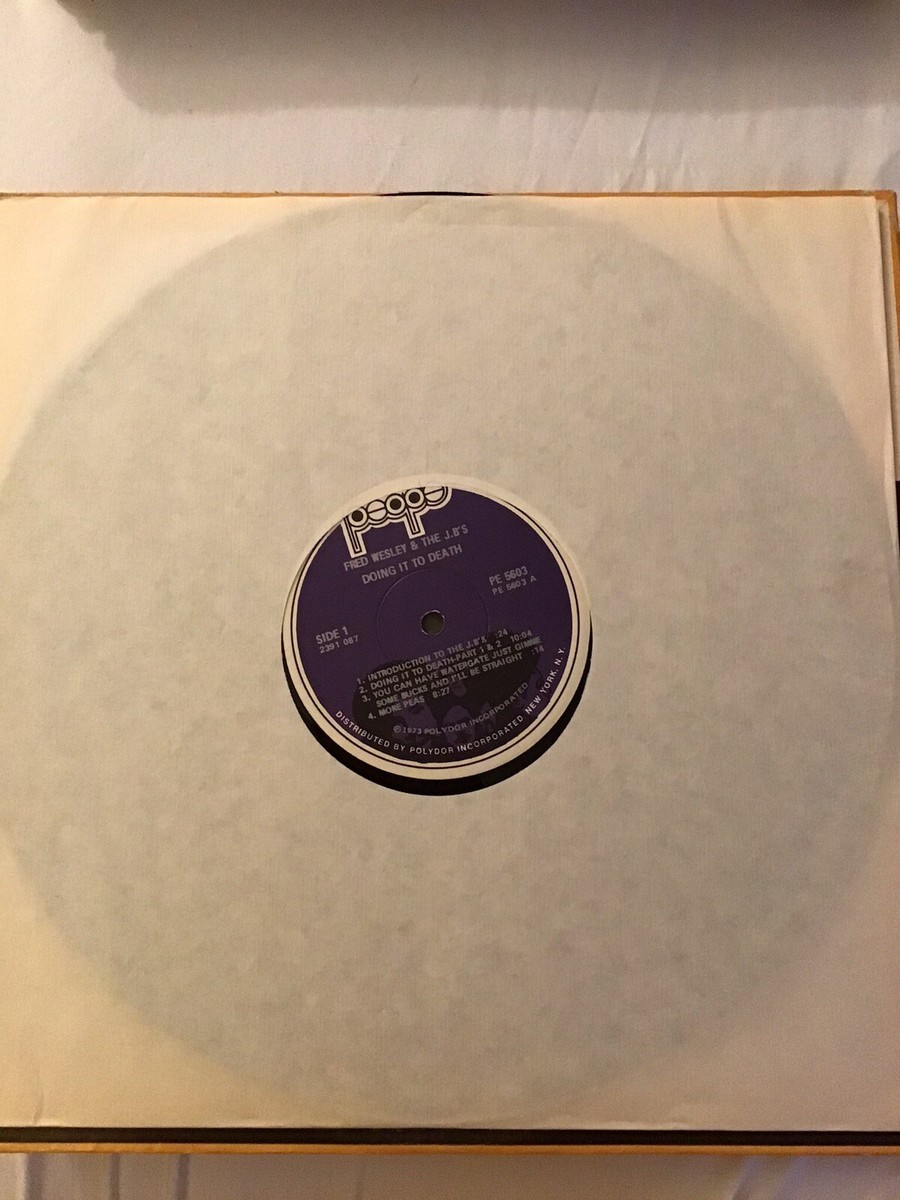 people
FRED WESLEY & THE J.B'S
DOING IT TO DEATH
PE 5603
PE 5603 A
SIDE 1
2391 087
1. INTRODUCTION TO THE J.B'S :24
2. DOING IT TO DEATH-PART 1 & 2 10:04
3. YOU CAN HAVE WATERGATE JUST GIMME
SOME BUCKS AND I'LL BE STRAIGHT :14
4. MORE PEAS 8:27
©1973 POLYDOR INCORPORATED
DISTRIBUTED BY POLYDOR INCORPORATED NEW YORK, N.Y.